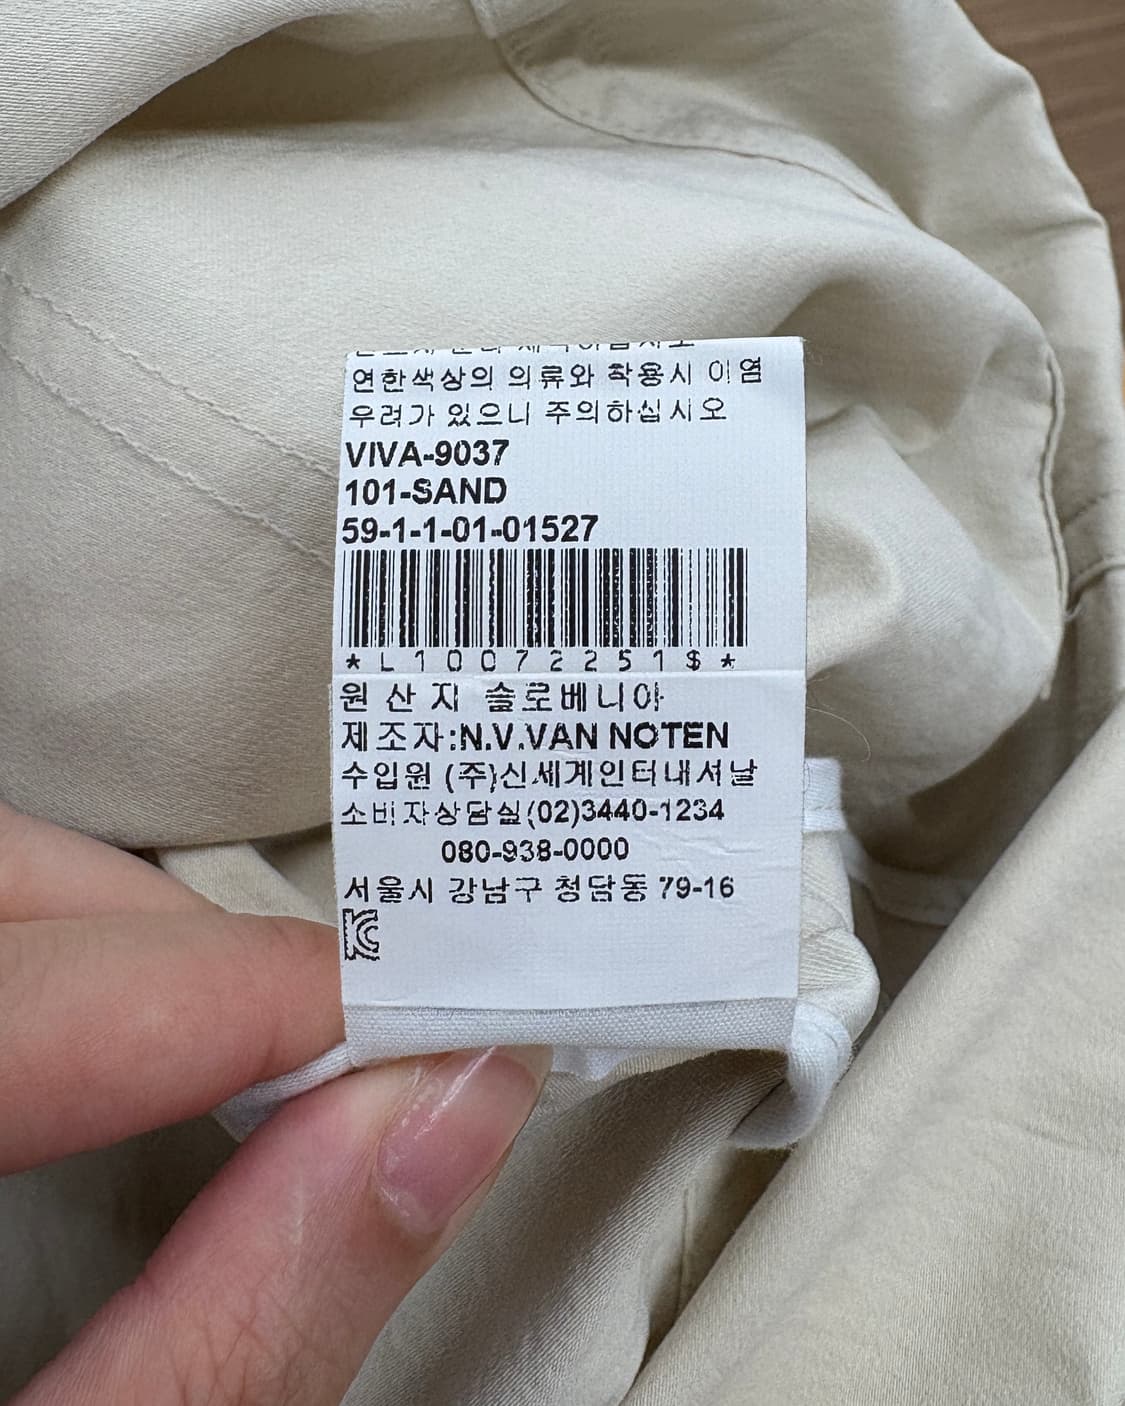 연한색상의 의류와 착용시 이염
우려가 있으니 주의하십시오
VIVA-9037
101-SAND
59-1-1-01-01527
*L10072251$*
원산지 슬로베니아
제조자:N.V.VAN NOTEN
수입원 (주)신세계인터내셔날
소비자상담실(02)3440-1234
080-938-0000
서울시 강남구 청담동 79-16
KC